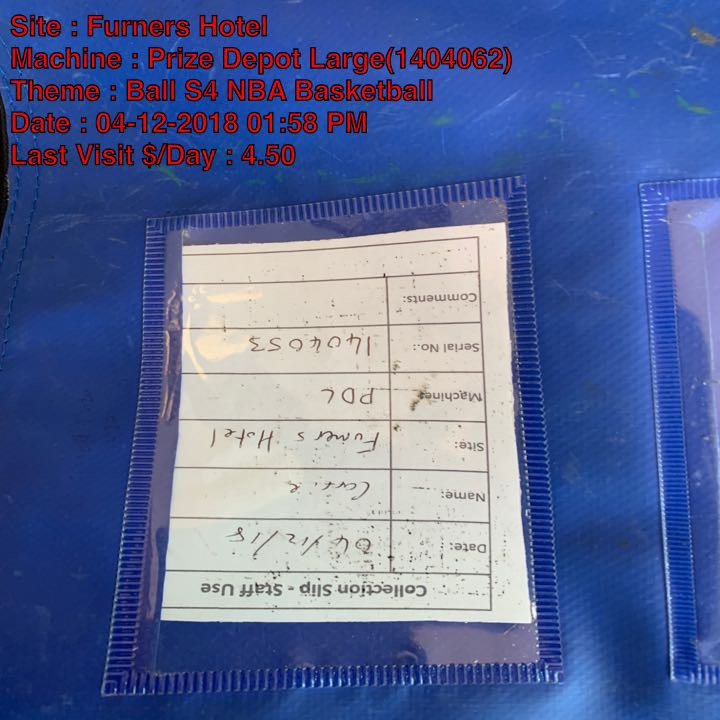 Site : Furners Hotel
Machine : Prize Depot Large(1404062)
Theme : Ball S4 NBA Basketball
Date : 04-12-2018 01:58 PM
Last Visit $/Day : 4.50
Collection Slip - Staff Use
Date: 04/12/18
Name:
Site: Furners Hotel
Machine: PDL
Serial No.: 1404053
Comments: